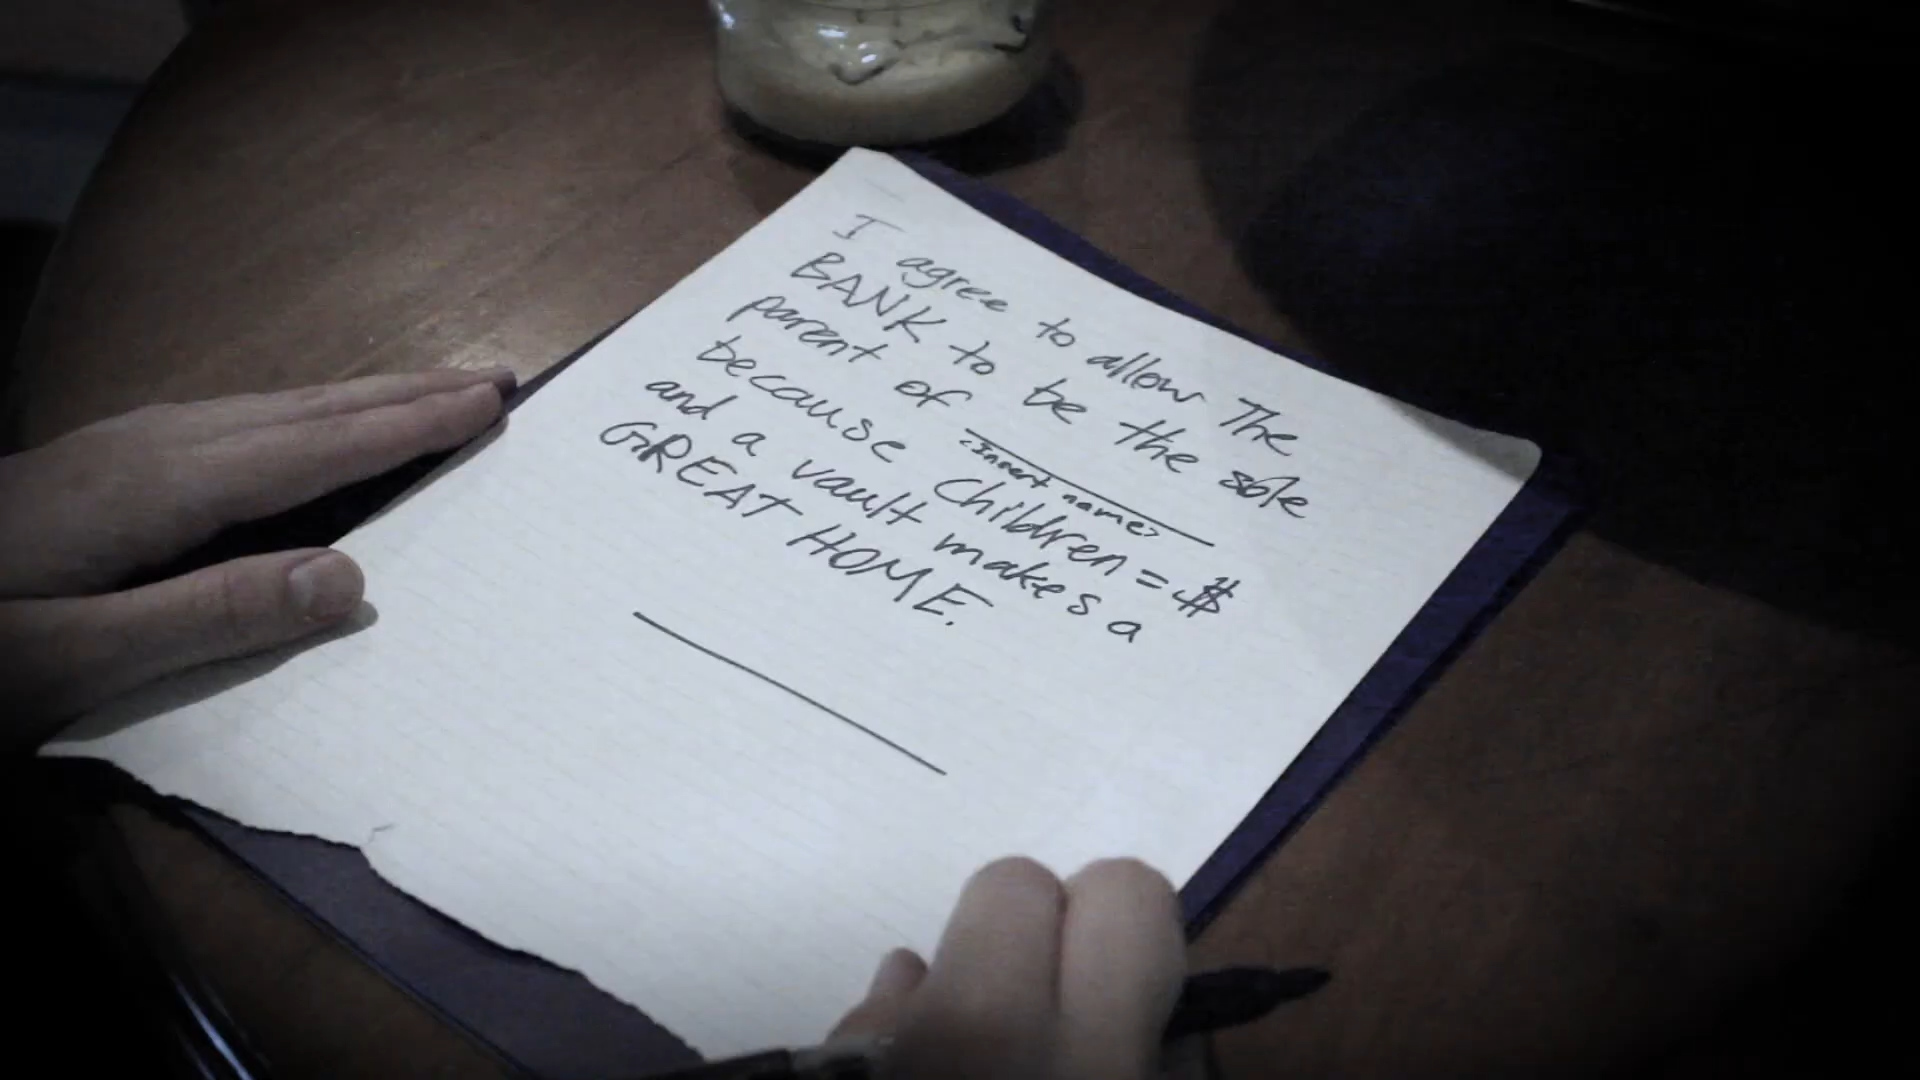 I agree to allow The
BANK to be the sole
parent of
<insert name>
because Children = $
and a vault makes a
GREAT HOME.